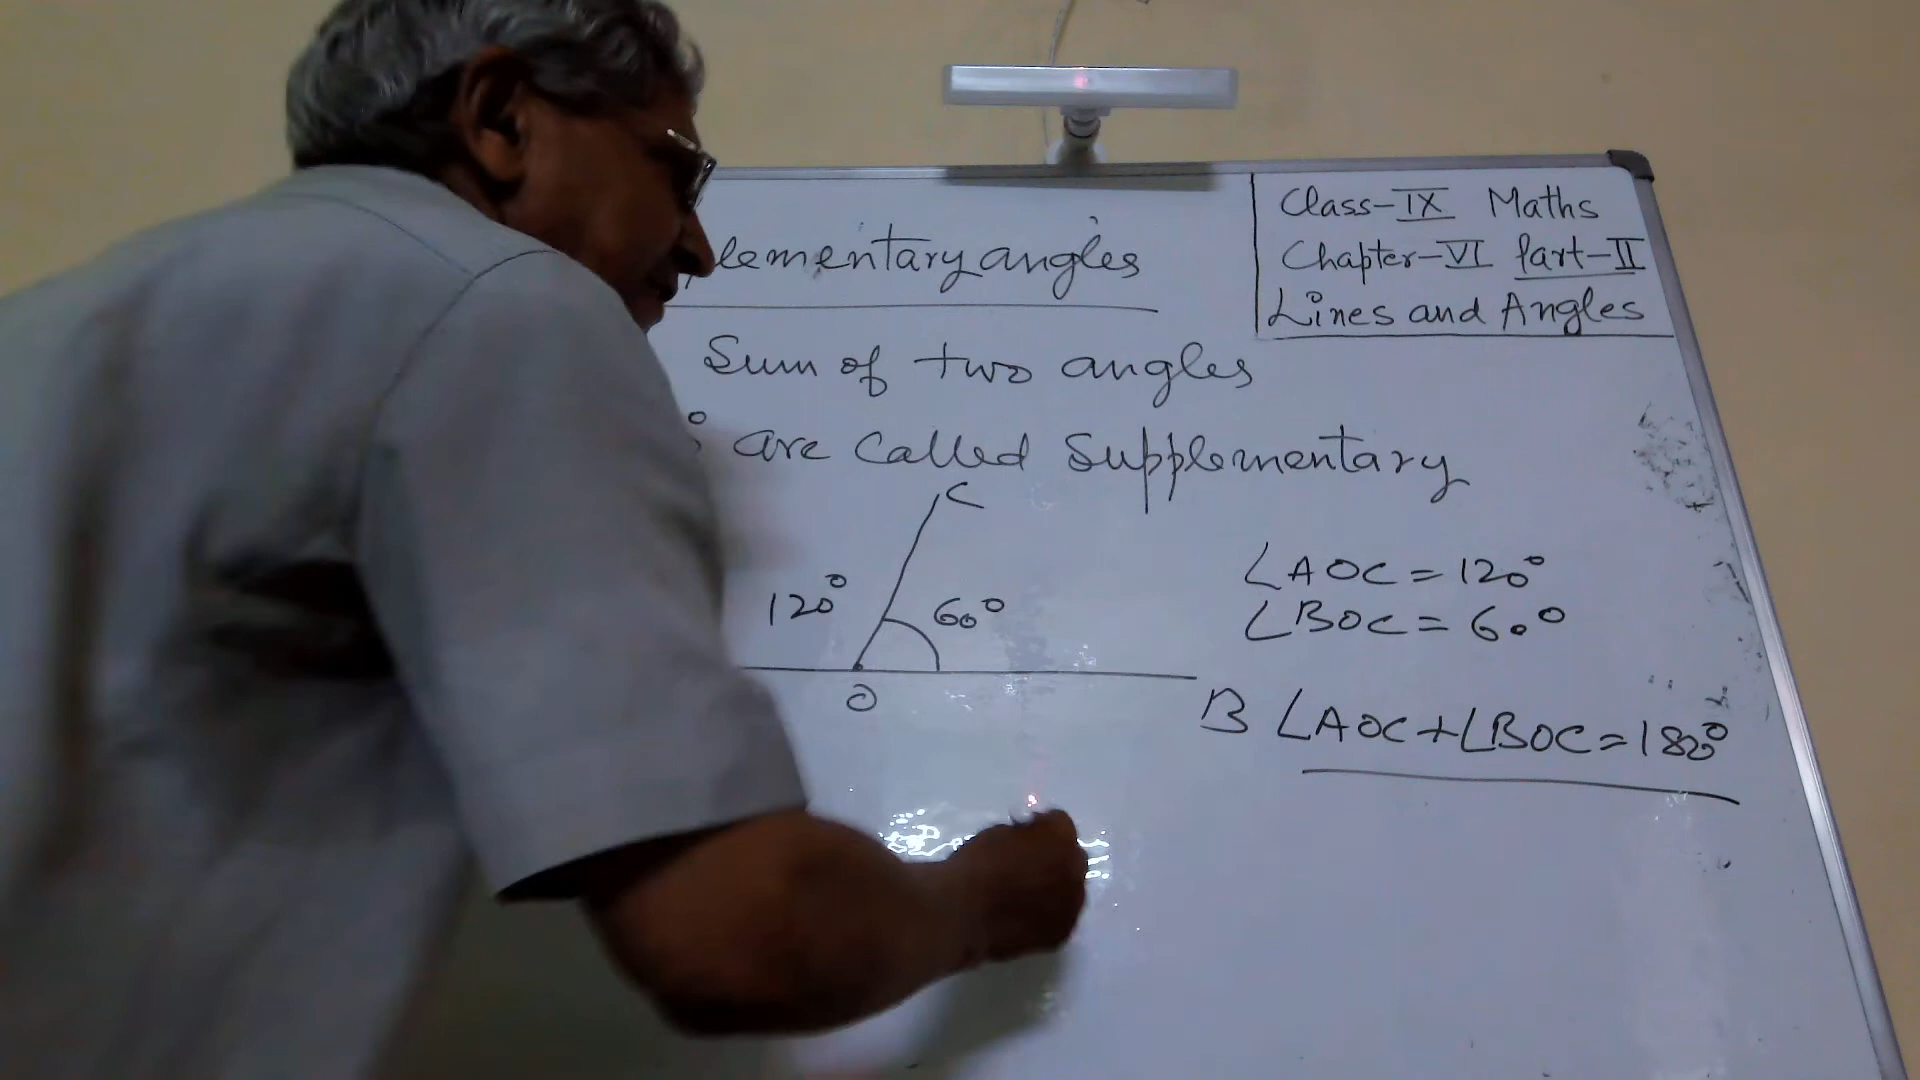 Class-IX Maths
Chapter-VI Part-II
Lines and Angles
lementary angles
Sum of two angles
are called Supplementary
C
120° 60°
O
B
∠AOC = 120°
∠BOC = 60°
∠AOC + ∠BOC = 180°